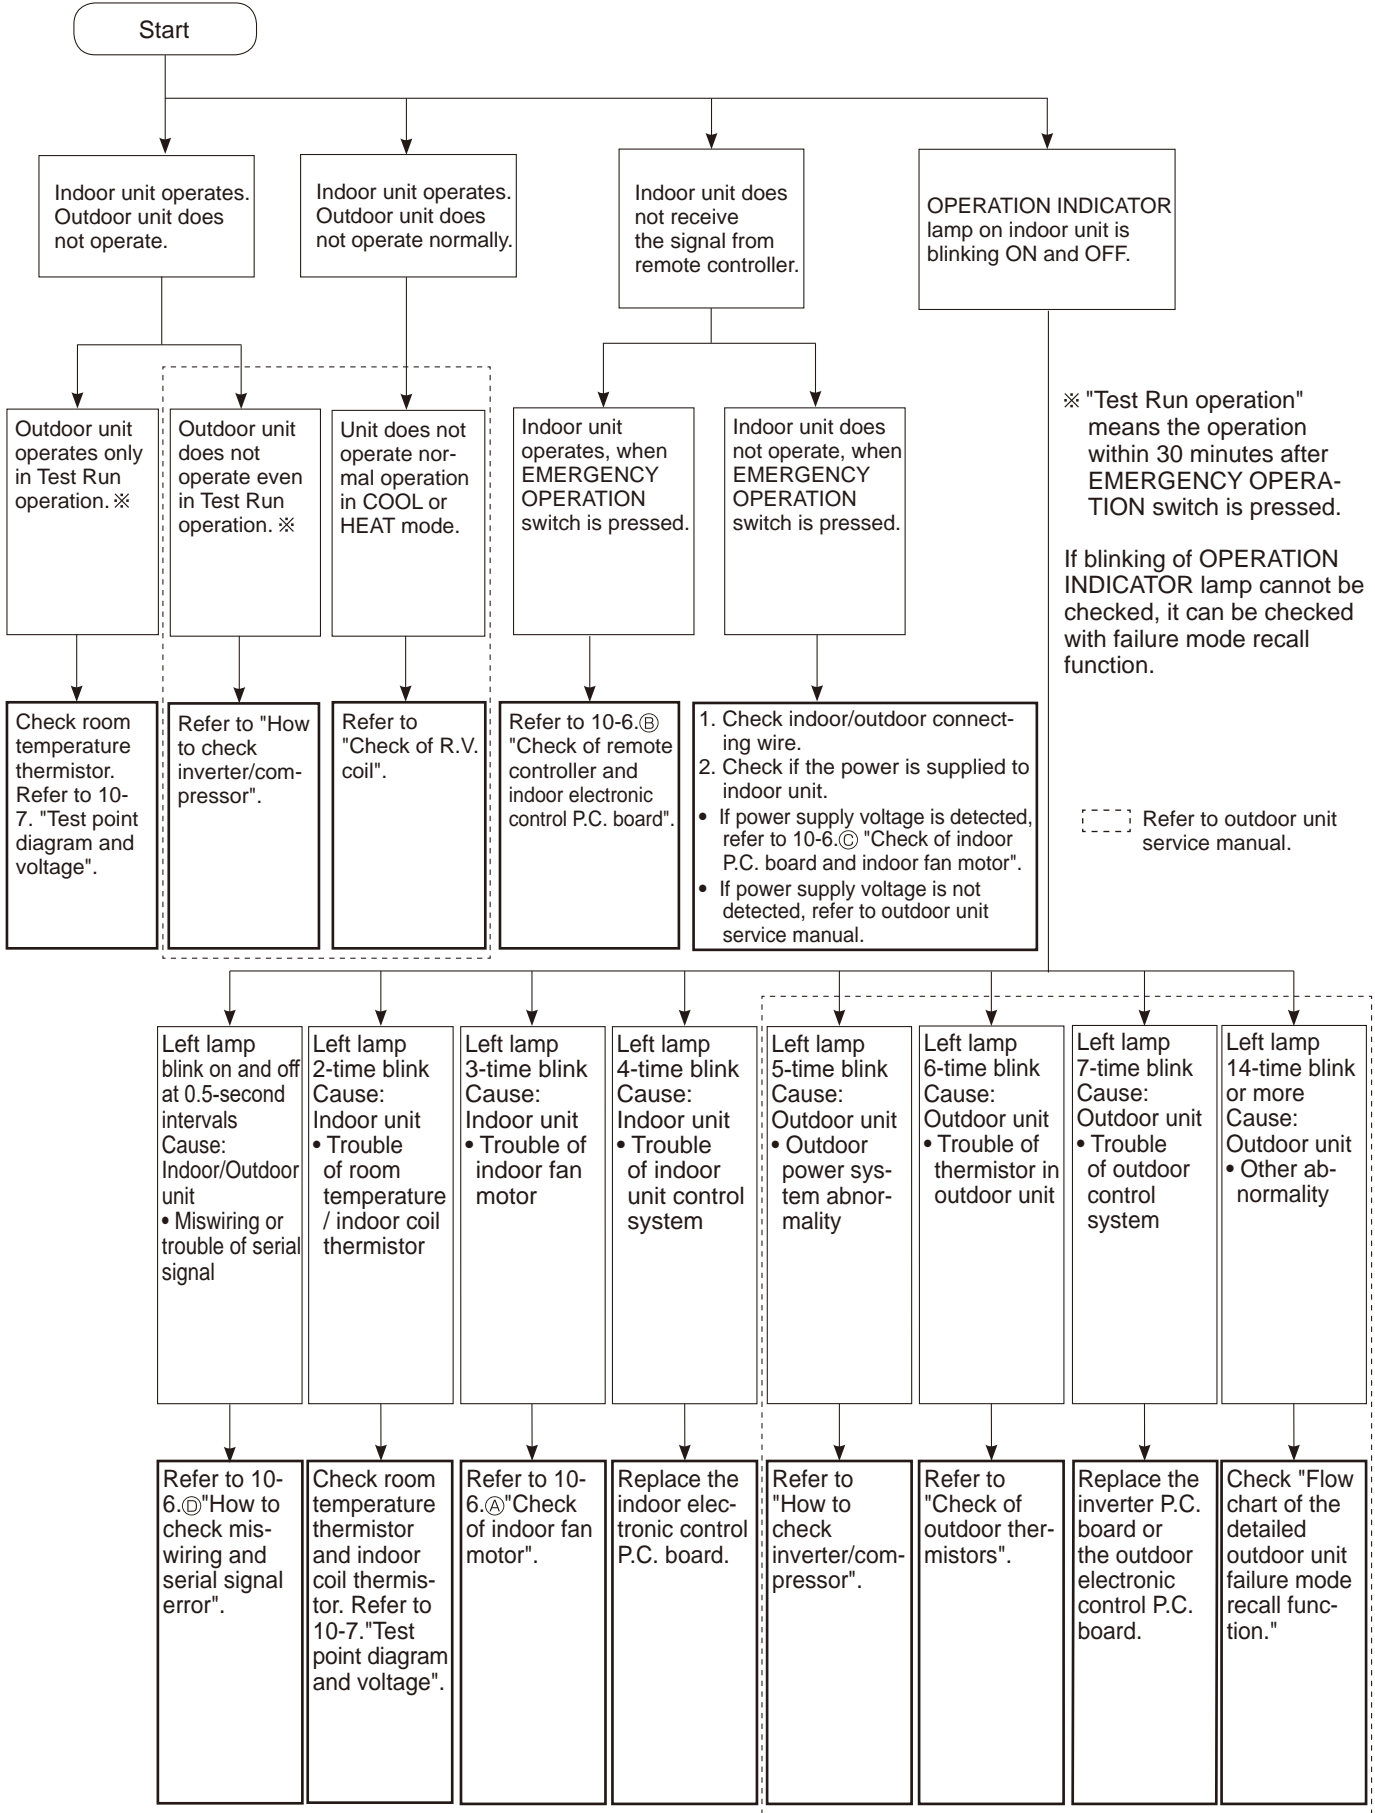 Start
Indoor unit operates.
Outdoor unit does
not operate.
Indoor unit operates.
Outdoor unit does
not operate normally.
Indoor unit does
not receive
the signal from
remote controller.
OPERATION INDICATOR
lamp on indoor unit is
blinking ON and OFF.
Outdoor unit
operates only
in Test Run
operation. ※
Outdoor unit
does not
operate even
in Test Run
operation. ※
Unit does not
operate nor-
mal operation
in COOL or
HEAT mode.
Indoor unit
operates, when
EMERGENCY
OPERATION
switch is pressed.
Indoor unit does
not operate, when
EMERGENCY
OPERATION
switch is pressed.
※ "Test Run operation"
means the operation
within 30 minutes after
EMERGENCY OPERA-
TION switch is pressed.
If blinking of OPERATION
INDICATOR lamp cannot be
checked, it can be checked
with failure mode recall
function.
Check room
temperature
thermistor.
Refer to 10-
7. "Test point
diagram and
voltage".
Refer to "How
to check
inverter/com-
pressor".
Refer to
"Check of R.V.
coil".
Refer to 10-6.Ⓑ
"Check of remote
controller and
indoor electronic
control P.C. board".
1. Check indoor/outdoor connect-
ing wire.
2. Check if the power is supplied to
indoor unit.
• If power supply voltage is detected,
refer to 10-6.Ⓒ "Check of indoor
P.C. board and indoor fan motor".
• If power supply voltage is not
detected, refer to outdoor unit
service manual.
Refer to outdoor unit
service manual.
Left lamp
blink on and off
at 0.5-second
intervals
Cause:
Indoor/Outdoor
unit
• Miswiring or
trouble of serial
signal
Left lamp
2-time blink
Cause:
Indoor unit
• Trouble
of room
temperature
/ indoor coil
thermistor
Left lamp
3-time blink
Cause:
Indoor unit
• Trouble of
indoor fan
motor
Left lamp
4-time blink
Cause:
Indoor unit
• Trouble
of indoor
unit control
system
Left lamp
5-time blink
Cause:
Outdoor unit
• Outdoor
power sys-
tem abnor-
mality
Left lamp
6-time blink
Cause:
Outdoor unit
• Trouble of
thermistor in
outdoor unit
Left lamp
7-time blink
Cause:
Outdoor unit
• Trouble
of outdoor
control
system
Left lamp
14-time blink
or more
Cause:
Outdoor unit
• Other ab-
normality
Refer to 10-
6.Ⓓ"How to
check mis-
wiring and
serial signal
error".
Check room
temperature
thermistor
and indoor
coil thermis-
tor. Refer to
10-7."Test
point diagram
and voltage".
Refer to 10-
6.Ⓐ"Check
of indoor fan
motor".
Replace the
indoor elec-
tronic control
P.C. board.
Refer to
"How to
check
inverter/com-
pressor".
Refer to
"Check of
outdoor ther-
mistors".
Replace the
inverter P.C.
board or
the outdoor
electronic
control P.C.
board.
Check "Flow
chart of the
detailed
outdoor unit
failure mode
recall func-
tion."